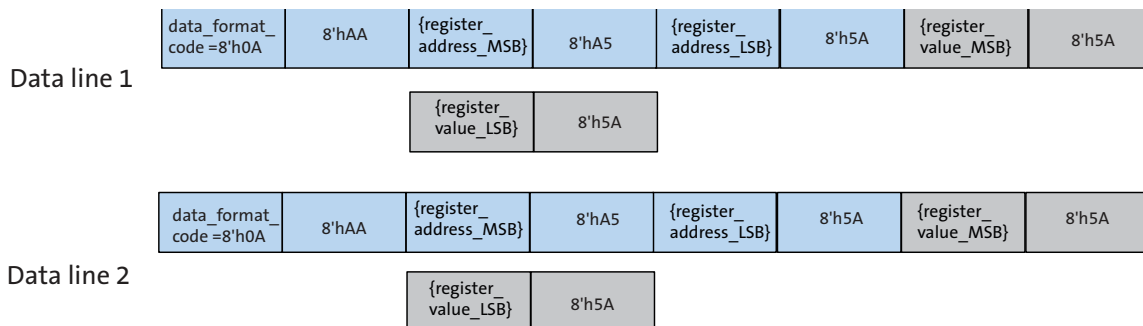 data_format_ code =8'h0A 8'hAA {register_ address_MSB} 8'hA5 {register_ address_LSB} 8'h5A {register_ value_MSB} 8'h5A
Data line 1
{register_ value_LSB} 8'h5A
data_format_ code =8'h0A 8'hAA {register_ address_MSB} 8'hA5 {register_ address_LSB} 8'h5A {register_ value_MSB} 8'h5A
Data line 2
{register_ value_LSB} 8'h5A